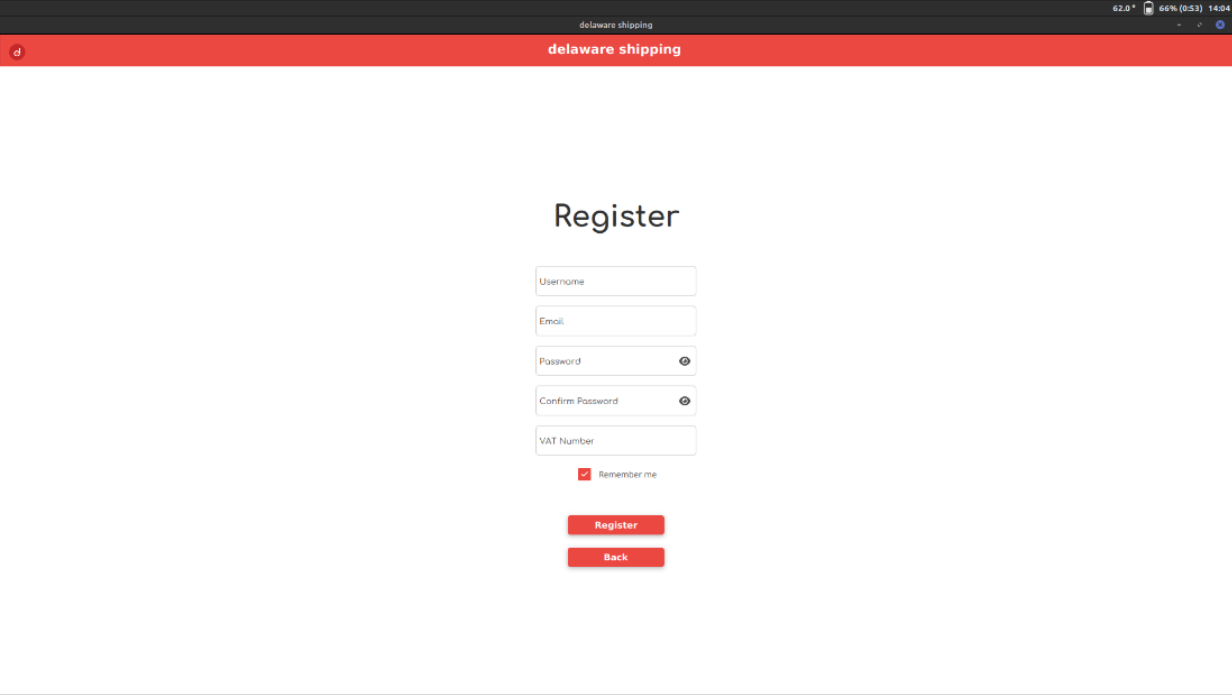 62.0° 66% (0:53) 14:04
delaware shipping
d delaware shipping
Register
Username
Email
Password
Confirm Password
VAT Number
Remember me
Register
Back